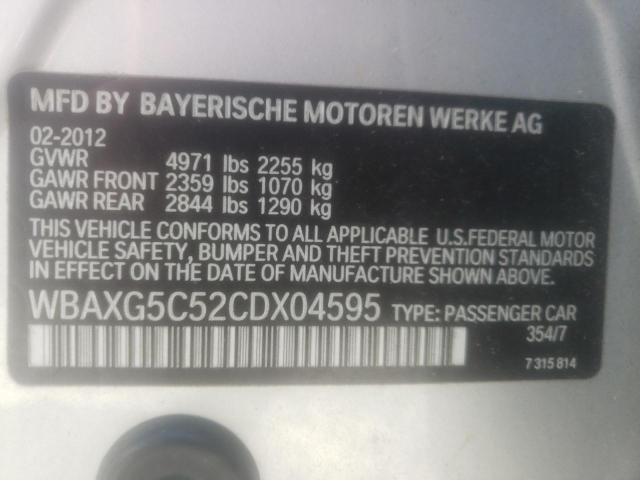 MFD BY BAYERISCHE MOTOREN WERKE AG
02-2012
GVWR 4971 lbs 2255 kg
GAWR FRONT 2359 lbs 1070 kg
GAWR REAR 2844 lbs 1290 kg
THIS VEHICLE CONFORMS TO ALL APPLICABLE U.S.FEDERAL MOTOR
VEHICLE SAFETY, BUMPER AND THEFT PREVENTION STANDARDS
IN EFFECT ON THE DATE OF MANUFACTURE SHOWN ABOVE.
WBAXG5C52CDX04595 TYPE: PASSENGER CAR
354/7
7 315 814